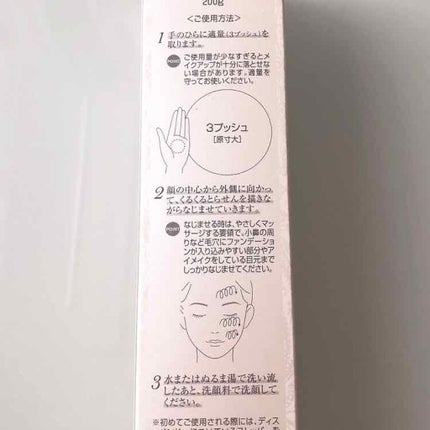 200g
<ご使用方法>
1 手のひらに適量(3プッシュ)を
取ります。
POINT ご使用量が少なすぎるとメ
イクアップが十分に落とせな
い場合があります。適量を
守ってお使いください。
3プッシュ
[原寸大]
2 顔の中心から外側に向かっ
て、くるくるとらせんを描きな
がらなじませていきます。
POINT なじませる時は、やさしくマッ
サージする要領で、小鼻の周
りなど毛穴にファンデーション
が入り込みやすい部分やア
イメイクをしている目元まで
しっかりなじませてください。
3 水またはぬるま湯で洗い流
したあと、洗顔料で洗顔して
ください。
※初めてご使用される際には、ディス